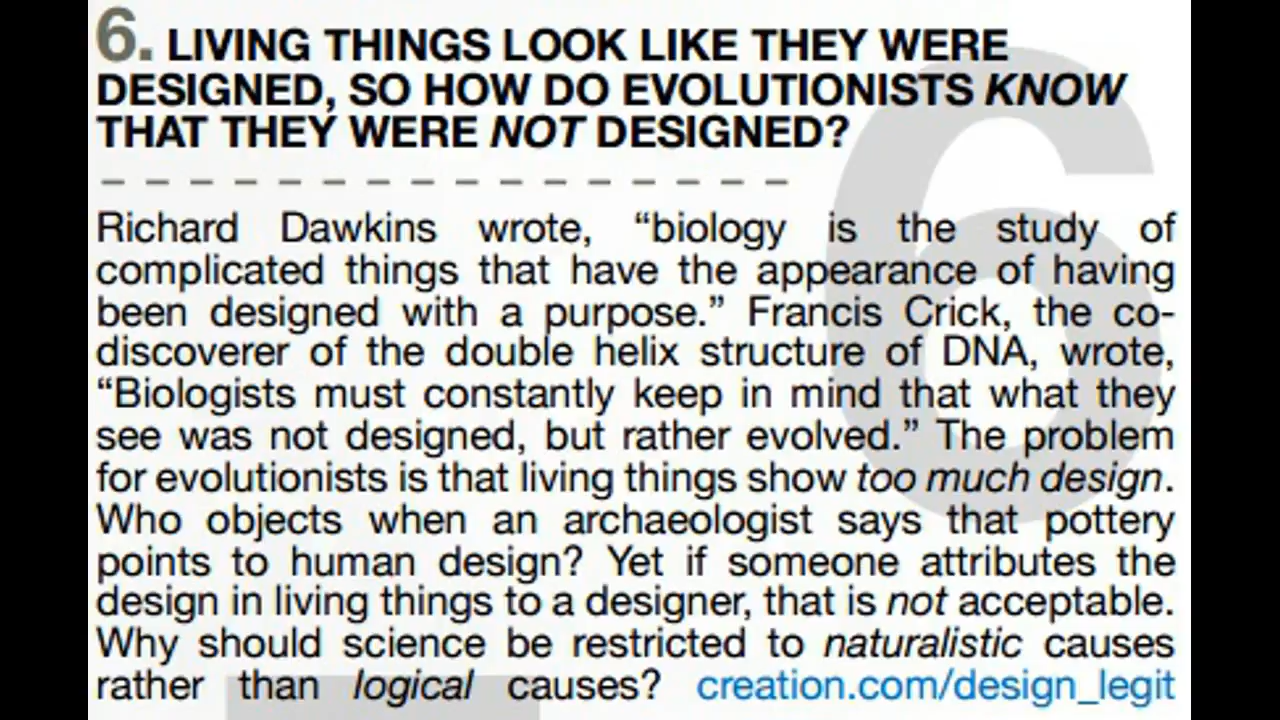 6. LIVING THINGS LOOK LIKE THEY WERE
DESIGNED, SO HOW DO EVOLUTIONISTS KNOW
THAT THEY WERE NOT DESIGNED?
Richard Dawkins wrote, “biology is the study of
complicated things that have the appearance of having
been designed with a purpose.” Francis Crick, the co-
discoverer of the double helix structure of DNA, wrote,
“Biologists must constantly keep in mind that what they
see was not designed, but rather evolved.” The problem
for evolutionists is that living things show too much design.
Who objects when an archaeologist says that pottery
points to human design? Yet if someone attributes the
design in living things to a designer, that is not acceptable.
Why should science be restricted to naturalistic causes
rather than logical causes? creation.com/design_legit
6